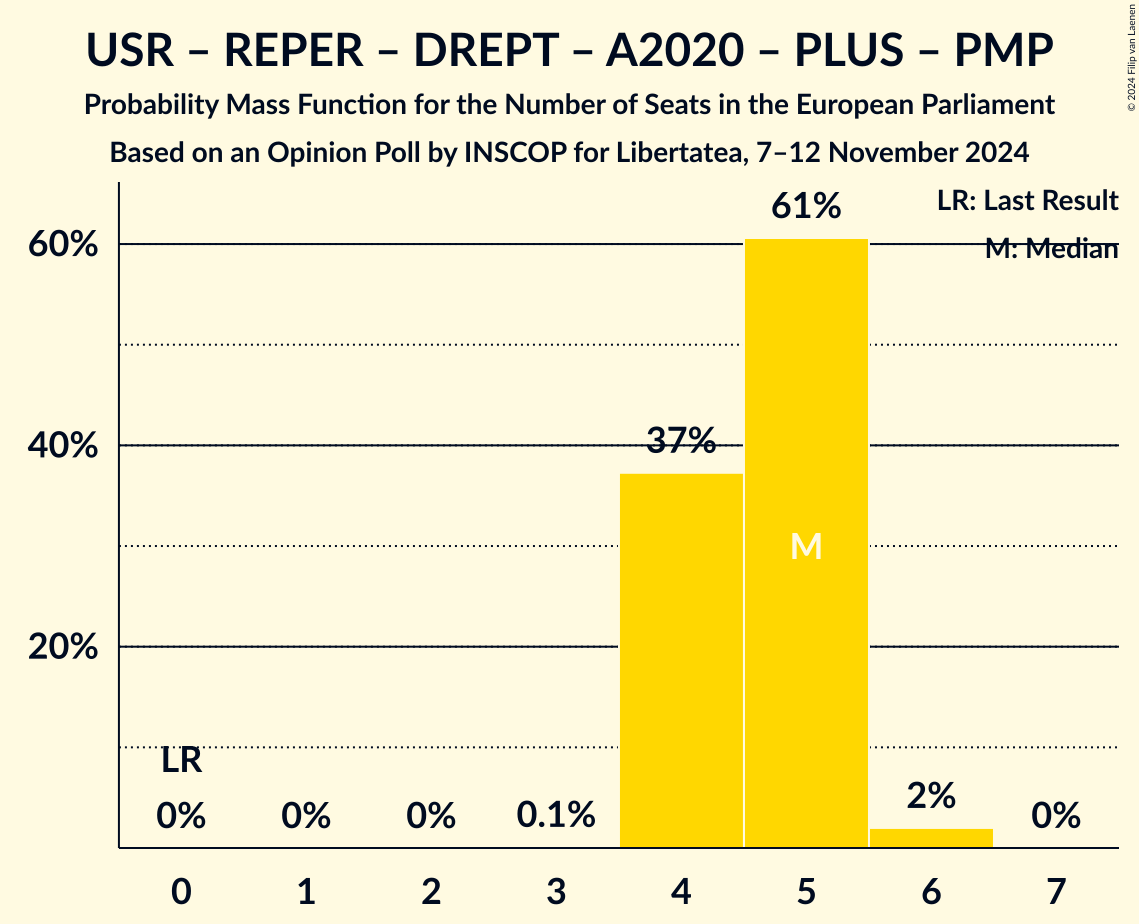 USR – REPER – DREPT – A2020 – PLUS – PMP
Probability Mass Function for the Number of Seats in the European Parliament
Based on an Opinion Poll by INSCOP for Libertatea, 7–12 November 2024
© 2024 Filip van Laenen
LR: Last Result
M: Median
61%
60%
37%
40%
M
20%
LR
0%
0%
0%
0.1%
2%
0%
0 1 2 3 4 5 6 7